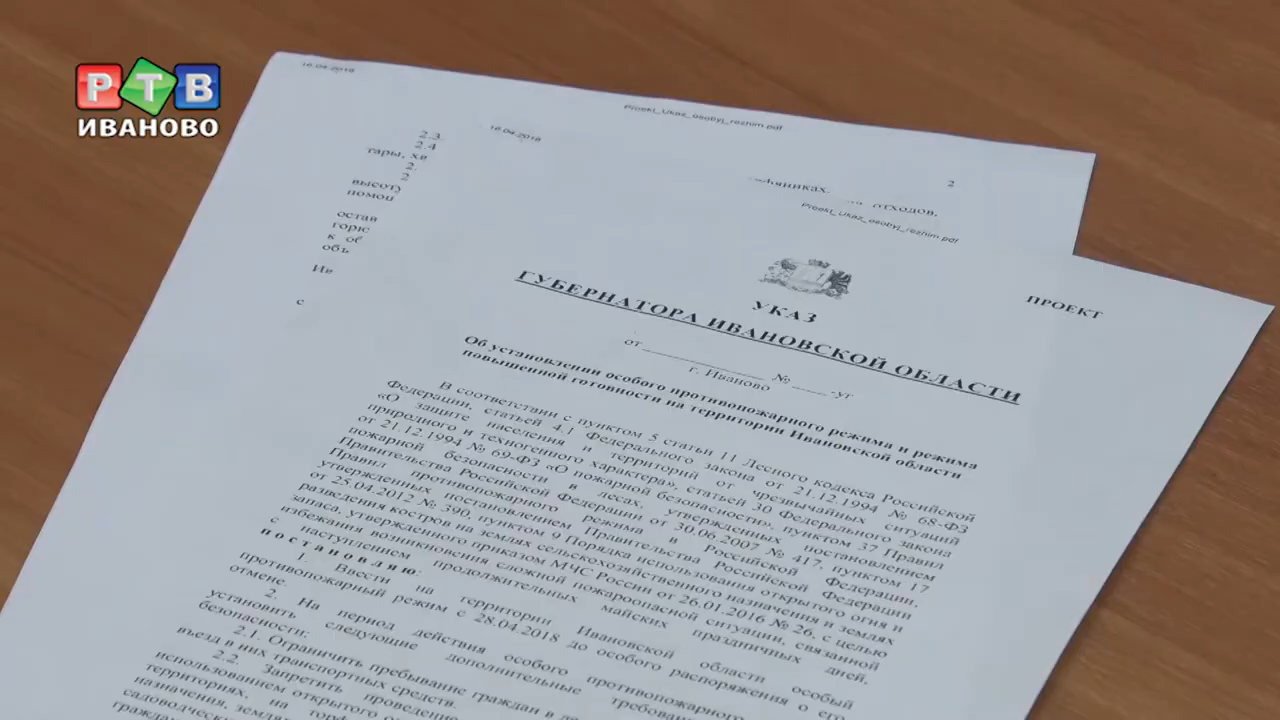 РТВ
ИВАНОВО
16.04.2018
Proekt_Ukaz_osobyj_rezhim.pdf
2.3
2.4
тары, хв
2.
2
высоту
помощ
остав
горю
к об
объ
Ив
с
16.04.2018
2
отходов,
Proekt_Ukaz_osobyj_rezhim.pdf
ПРОЕКТ
УКАЗ
ГУБЕРНАТОРА ИВАНОВСКОЙ ОБЛАСТИ
от № -уг
г. Иваново
Об установлении особого противопожарного режима и режима
повышенной готовности на территории Ивановской области
В соответствии с пунктом 5 статьи 11 Лесного кодекса Российской
Федерации, статьей 4.1 Федерального закона от 21.12.1994 № 68-ФЗ
«О защите населения и территорий от чрезвычайных ситуаций
природного и техногенного характера», статьей 30 Федерального закона
от 21.12.1994 № 69-ФЗ «О пожарной безопасности», пунктом 37 Правил
пожарной безопасности в лесах, утвержденных постановлением
Правительства Российской Федерации от 30.06.2007 № 417, пунктом 17
Правил противопожарного режима в Российской Федерации,
утвержденных постановлением Правительства Российской Федерации
от 25.04.2012 № 390, пунктом 9 Порядка использования открытого огня и
разведения костров на землях сельскохозяйственного назначения и землях
запаса, утвержденного приказом МЧС России от 26.01.2016 № 26, с целью
избежания возникновения сложной пожароопасной ситуации, связанной
с наступлением продолжительных майских праздничных дней,
постановляю:
1. Ввести на территории Ивановской области особый
противопожарный режим с 28.04.2018 до особого распоряжения о его
отмене.
2. На период действия особого противопожарного
установить следующие дополнительные требования
безопасности:
2.1. Ограничить пребывание граждан в
въезд в них транспортных средств.
2.2. Запретить проведение
использованием открытого
территориях, на
назначения,
садоводческ
граждан